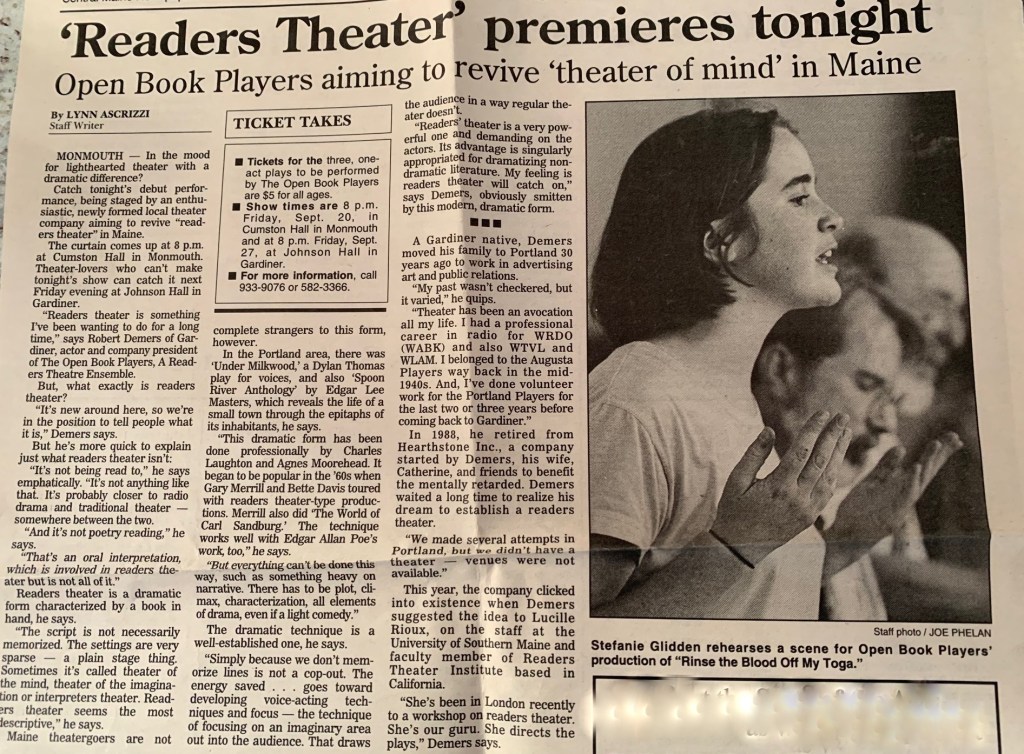 'Readers Theater' premieres tonight
Open Book Players aiming to revive 'theater of mind' in Maine
By LYNN ASCRIZZI
Staff Writer
MONMOUTH — In the mood
for lighthearted theater with a
dramatic difference?
Catch tonight's debut perfor-
mance, being staged by an enthu-
siastic, newly formed local theater
company aiming to revive "read-
ers theater" in Maine.
The curtain comes up at 8 p.m.
at Cumston Hall in Monmouth.
Theater-lovers who can't make
tonight's show can catch it next
Friday evening at Johnson Hall in
Gardiner.
"Readers theater is something
I've been wanting to do for a long
time," says Robert Demers of Gar-
diner, actor and company president
of The Open Book Players, A Read-
ers Theatre Ensemble.
But, what exactly is readers
theater?
"It's new around here, so we're
in the position to tell people what
it is," Demers says.
But he's more quick to explain
just what readers theater isn't:
"It's not being read to," he says
emphatically. "It's not anything like
that. It's probably closer to radio
drama and traditional theater —
somewhere between the two.
"And it's not poetry reading," he
says.
"That's an oral interpretation,
which is involved in readers the-
ater but is not all of it."
Readers theater is a dramatic
form characterized by a book in
hand, he says.
"The script is not necessarily
memorized. The settings are very
sparse — a plain stage thing.
Sometimes it's called theater of
the mind, theater of the imagina-
tion or interpreters theater. Read-
ers theater seems the most
descriptive," he says.
Maine theatergoers are not
TICKET TAKES
■ Tickets for the three, one-
act plays to be performed
by The Open Book Players
are $5 for all ages.
■ Show times are 8 p.m.
Friday, Sept. 20, in
Cumston Hall in Monmouth
and at 8 p.m. Friday, Sept.
27, at Johnson Hall in
Gardiner.
■ For more information, call
933-9076 or 582-3366.
complete strangers to this form,
however.
In the Portland area, there was
'Under Milkwood,' a Dylan Thomas
play for voices, and also 'Spoon
River Anthology' by Edgar Lee
Masters, which reveals the life of a
small town through the epitaphs of
its inhabitants, he says.
"This dramatic form has been
done professionally by Charles
Laughton and Agnes Moorehead. It
began to be popular in the '60s when
Gary Merrill and Bette Davis toured
with readers theater-type produc-
tions. Merrill also did 'The World of
Carl Sandburg.' The technique
works well with Edgar Allan Poe's
work, too," he says.
"But everything can't be done this
way, such as something heavy on
narrative. There has to be plot, cli-
max, characterization, all elements
of drama, even if a light comedy."
The dramatic technique is a
well-established one, he says.
"Simply because we don't mem-
orize lines is not a cop-out. The
energy saved . . . goes toward
developing voice-acting tech-
niques and focus — the technique
of focusing on an imaginary area
out into the audience. That draws
the audience in a way regular the-
ater doesn't.
"Readers' theater is a very pow-
erful one and demanding on the
actors. Its advantage is singularly
appropriated for dramatizing non-
dramatic literature. My feeling is
readers theater will catch on,"
says Demers, obviously smitten
by this modern, dramatic form.
■ ■ ■
A Gardiner native, Demers
moved his family to Portland 30
years ago to work in advertising
art and public relations.
"My past wasn't checkered, but
it varied," he quips.
"Theater has been an avocation
all my life. I had a professional
career in radio for WRDO
(WABK) and also WTVL and
WLAM. I belonged to the Augusta
Players way back in the mid-
1940s. And, I've done volunteer
work for the Portland Players for
the last two or three years before
coming back to Gardiner."
In 1988, he retired from
Hearthstone Inc., a company
started by Demers, his wife,
Catherine, and friends to benefit
the mentally retarded. Demers
waited a long time to realize his
dream to establish a readers
theater.
"We made several attempts in
Portland, but we didn't have a
theater — venues were not
available."
This year, the company clicked
into existence when Demers
suggested the idea to Lucille
Rioux, on the staff at the
University of Southern Maine and
faculty member of Readers
Theater Institute based in
California.
"She's been in London recently
to a workshop on readers theater.
She's our guru. She directs the
plays," Demers says.
Staff photo / JOE PHELAN
Stefanie Glidden rehearses a scene for Open Book Players'
production of "Rinse the Blood Off My Toga."